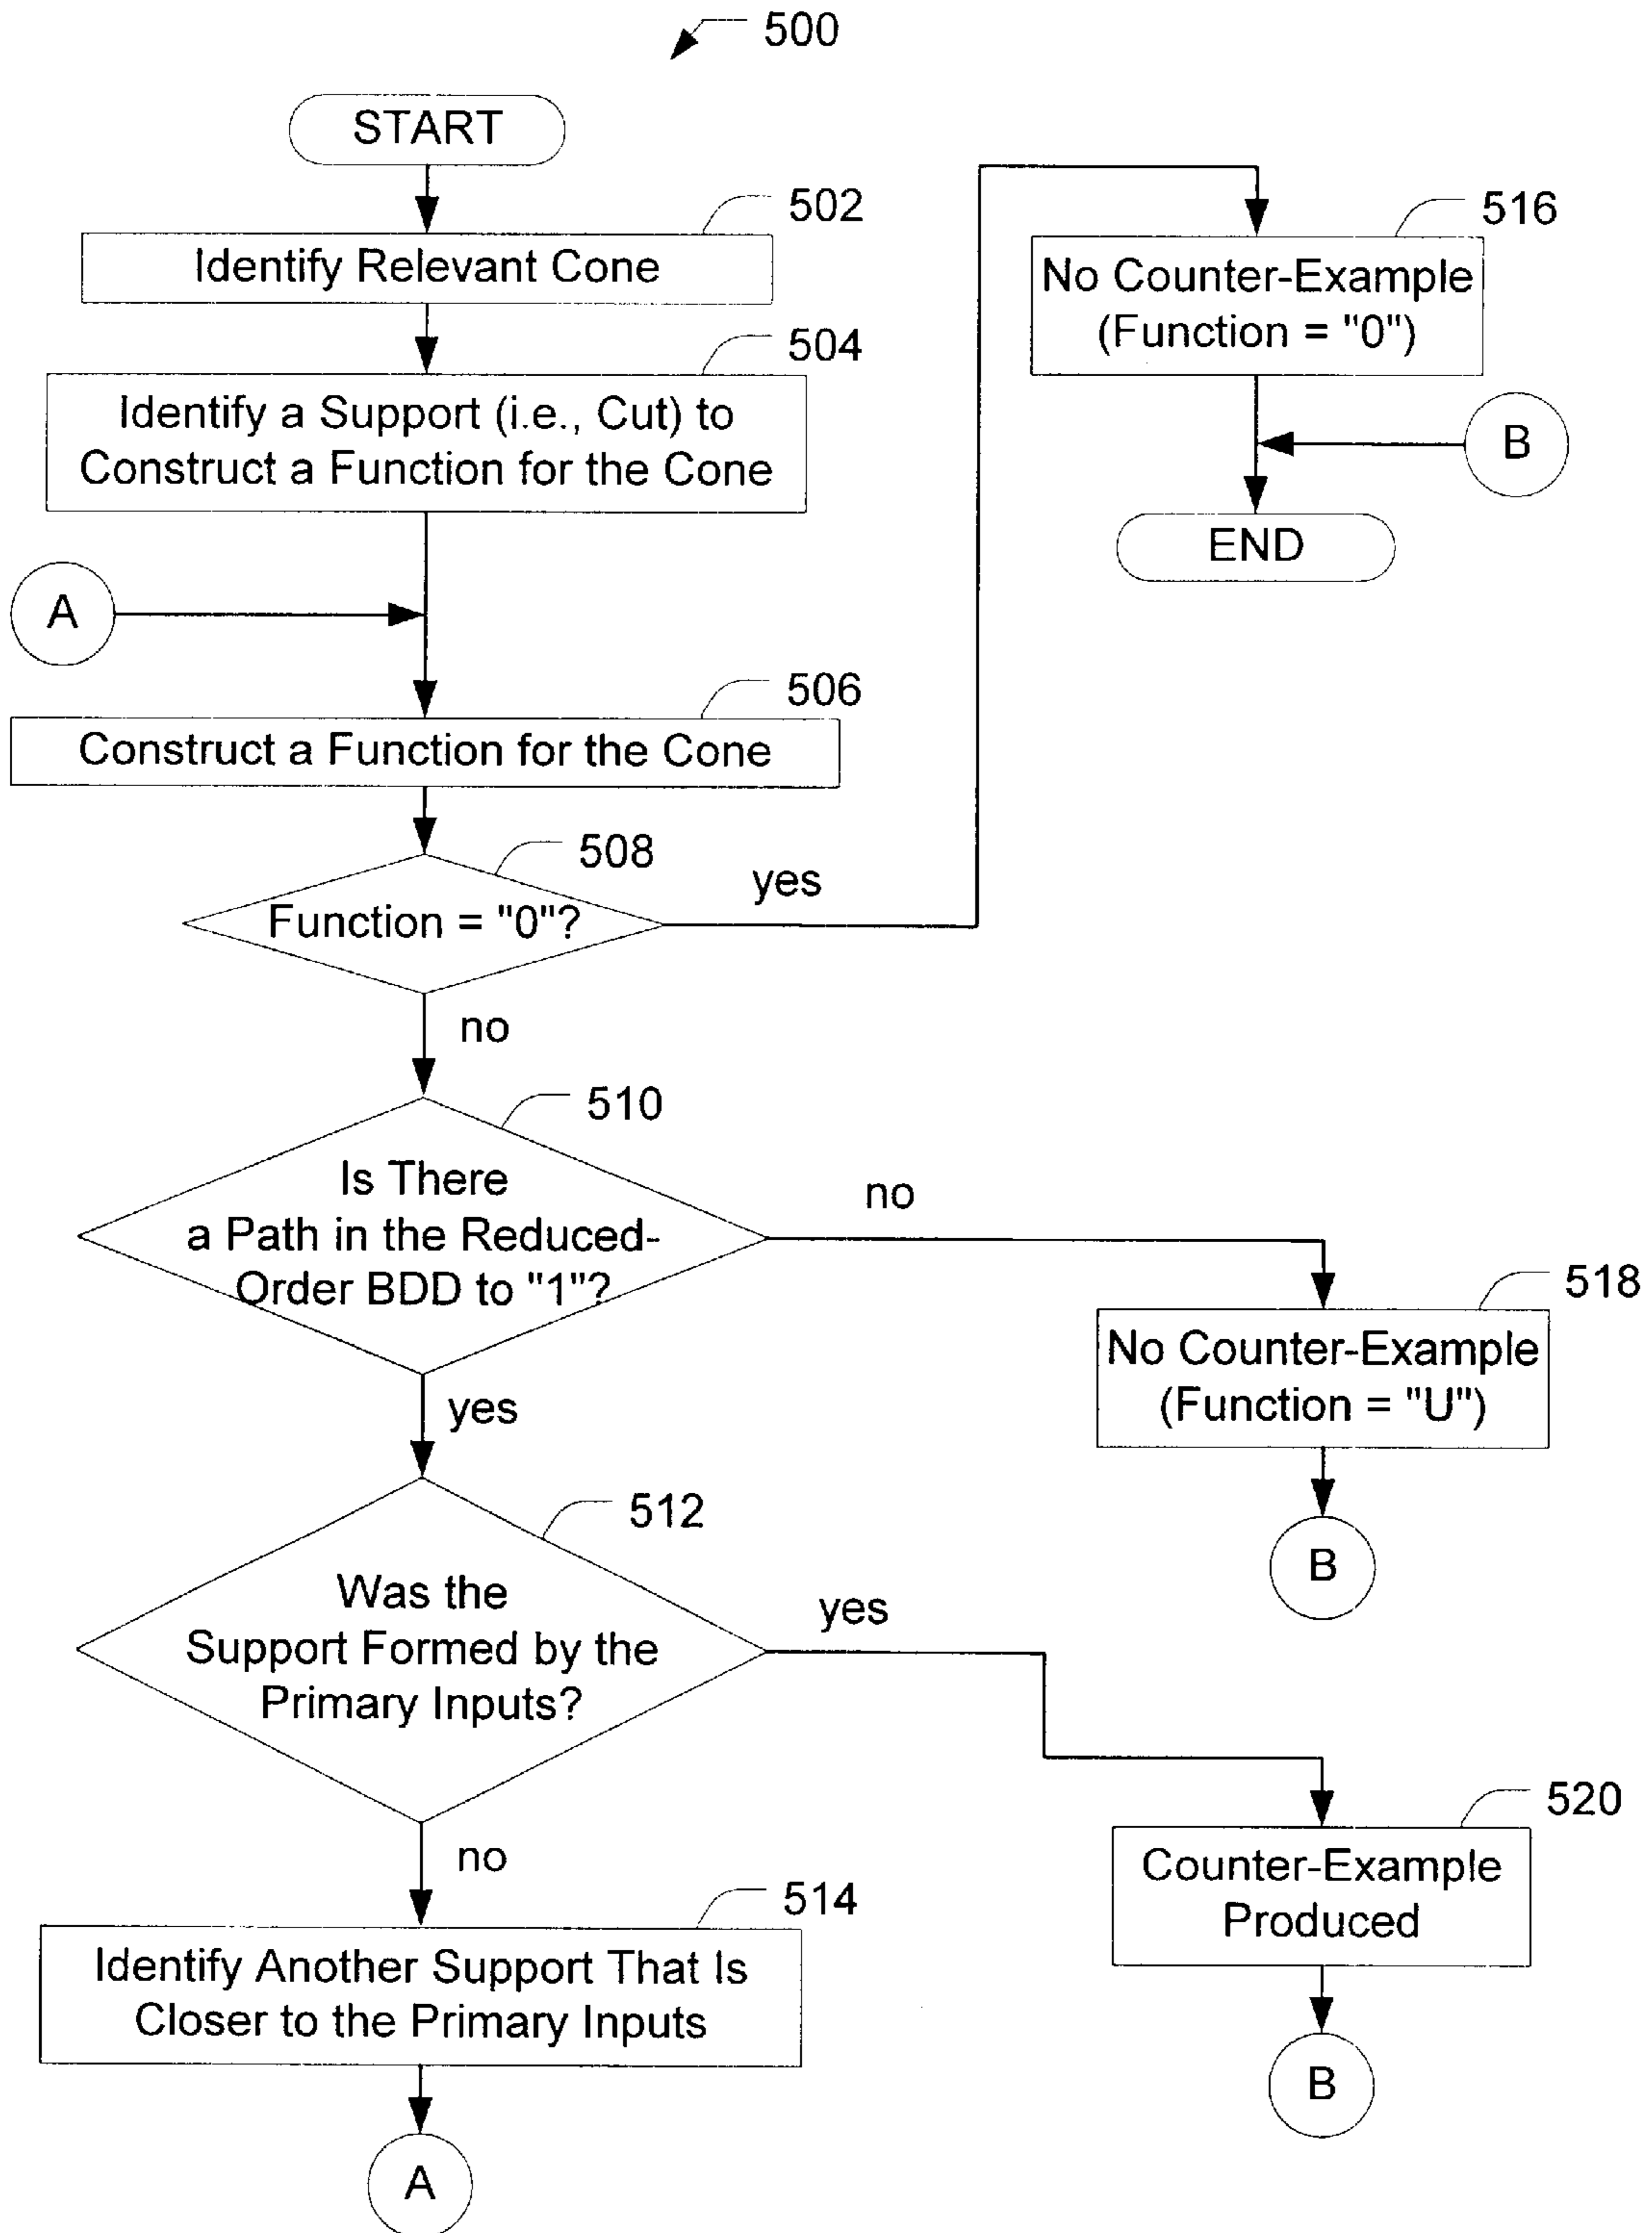 500
START
502
Identify Relevant Cone
504
Identify a Support (i.e., Cut) to
Construct a Function for the Cone
A
506
Construct a Function for the Cone
508
Function = "0"?
yes
no
510
Is There
a Path in the Reduced-
Order BDD to "1"?
no
yes
512
Was the
Support Formed by the
Primary Inputs?
yes
no
514
Identify Another Support That Is
Closer to the Primary Inputs
A
516
No Counter-Example
(Function = "0")
B
END
518
No Counter-Example
(Function = "U")
B
520
Counter-Example
Produced
B